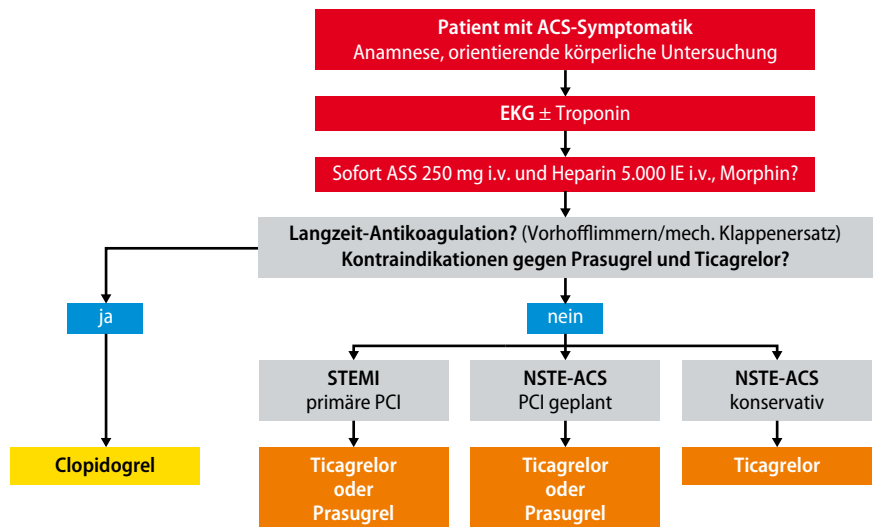 Patient mit ACS-Symptomatik
Anamnese, orientierende körperliche Untersuchung
EKG ± Troponin
Sofort ASS 250 mg i.v. und Heparin 5.000 IE i.v., Morphin?
Langzeit-Antikoagulation? (Vorhofflimmern/mech. Klappenersatz)
Kontraindikationen gegen Prasugrel und Ticagrelor?
ja
nein
STEMI
primäre PCI
NSTE-ACS
PCI geplant
NSTE-ACS
konservativ
Clopidogrel
Ticagrelor
oder
Prasugrel
Ticagrelor
oder
Prasugrel
Ticagrelor